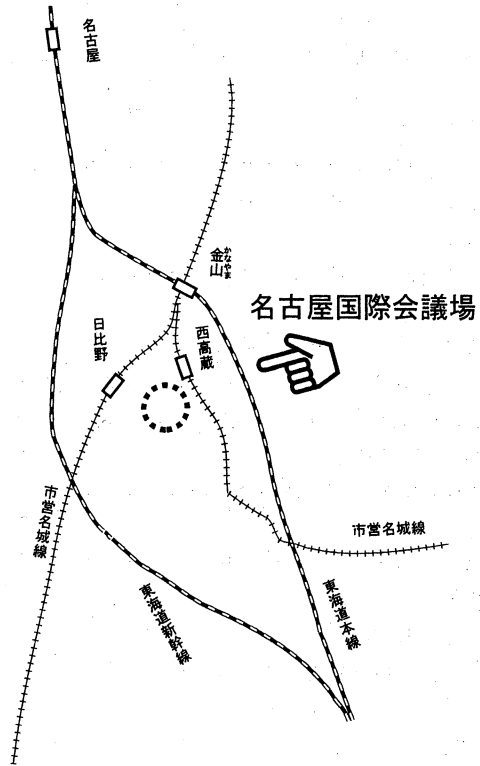 名古屋
かなやま
金山
名古屋国際会議場
日比野
西高蔵
市営名城線
市営名城線
東海道新幹線
東海道本線